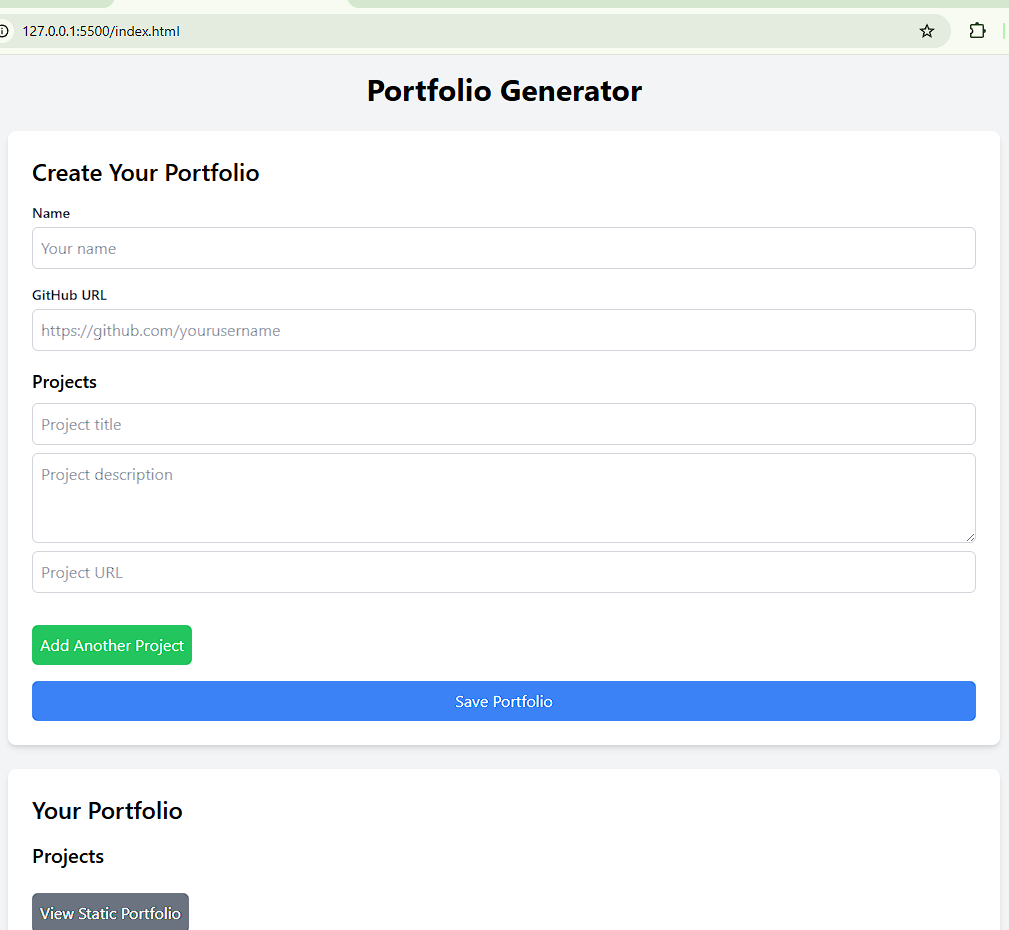 127.0.0.1:5500/index.html
Portfolio Generator
Create Your Portfolio
Name
Your name
GitHub URL
https://github.com/yourusername
Projects
Project title
Project description
Project URL
Add Another Project
Save Portfolio
Your Portfolio
Projects
View Static Portfolio